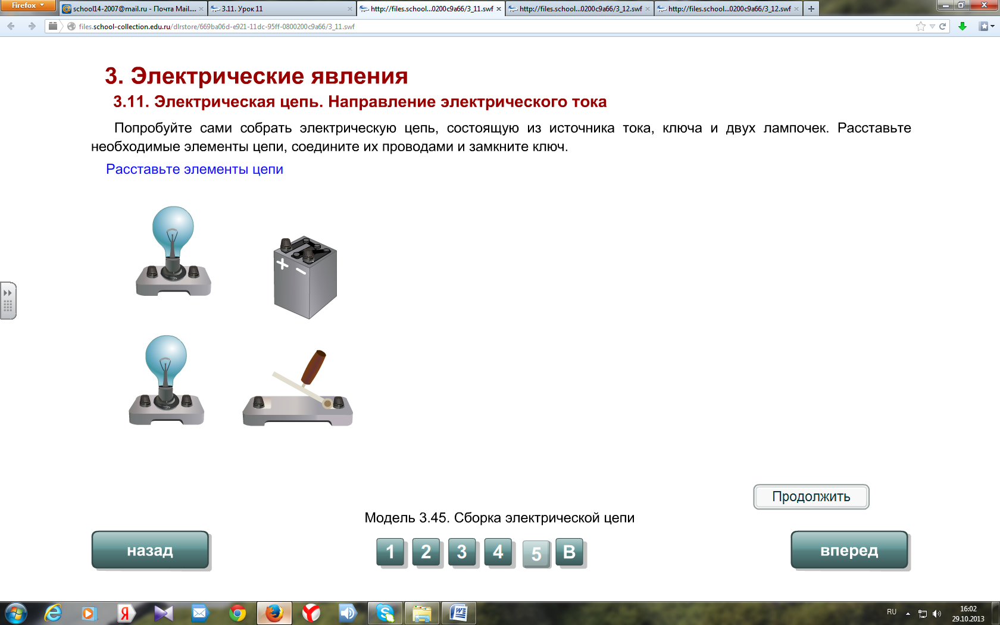 Firefox
school14-2007@mail.ru - Почта Mail....
3.11. Урок 11
http://files.school...0200c9a66/3_11.swf
http://files.school...0200c9a66/3_12.swf
http://files.school...0200c9a66/3_12.swf
files.school-collection.edu.ru/dlrstore/669ba06d-e921-11dc-95ff-0800200c9a66/3_11.swf
3. Электрические явления
3.11. Электрическая цепь. Направление электрического тока
Попробуйте сами собрать электрическую цепь, состоящую из источника тока, ключа и двух лампочек. Расставьте
необходимые элементы цепи, соедините их проводами и замкните ключ.
Расставьте элементы цепи
+ −
Продолжить
Модель 3.45. Сборка электрической цепи
назад
1 2 3 4 5 В
вперед
RU
16:02
29.10.2013